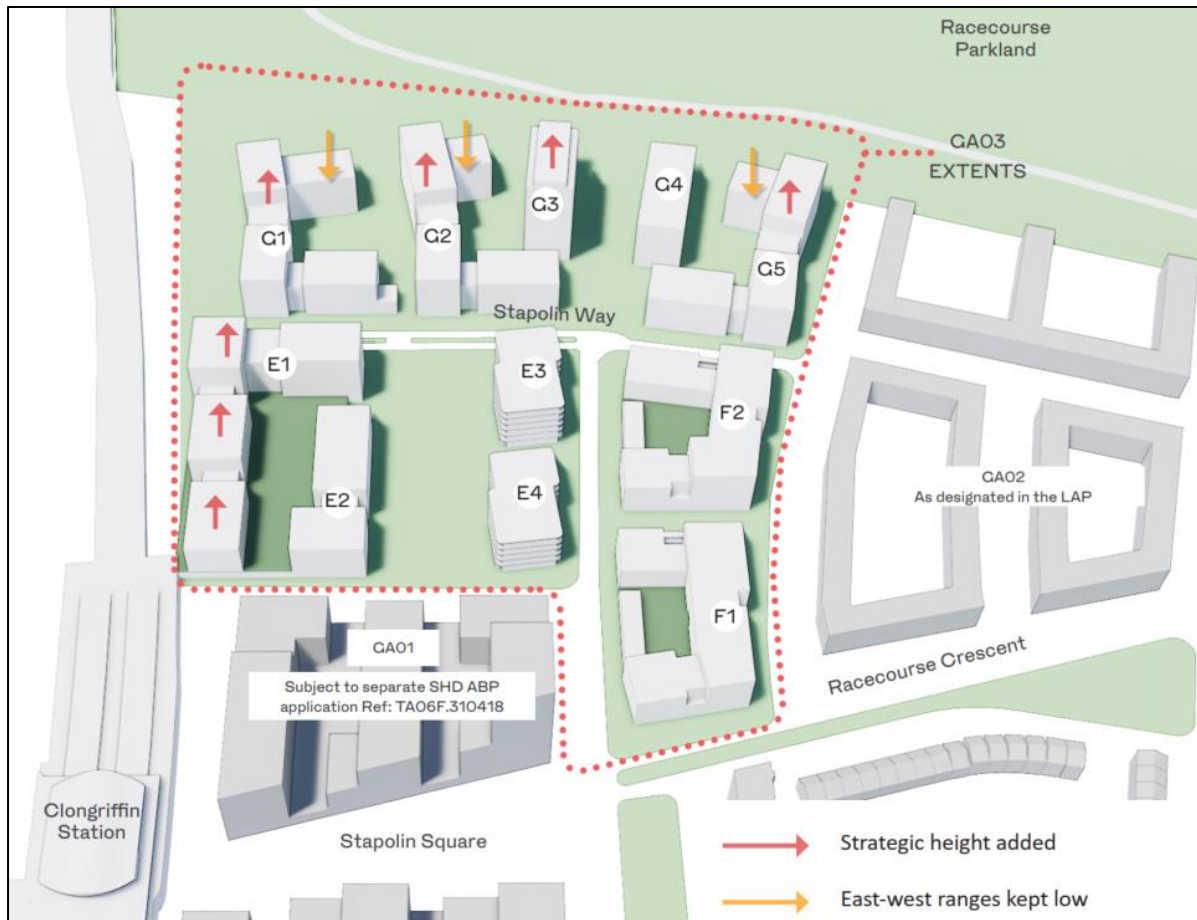 Racecourse
Parkland
GA03
EXTENTS
G1
G2
G3
G4
G5
Stapolin Way
E1
E2
E3
E4
F2
F1
GA02
As designated in the LAP
GA01
Subject to separate SHD ABP
application Ref: TA06F.310418
Racecourse Crescent
Clongriffin
Station
Stapolin Square
Strategic height added
East-west ranges kept low